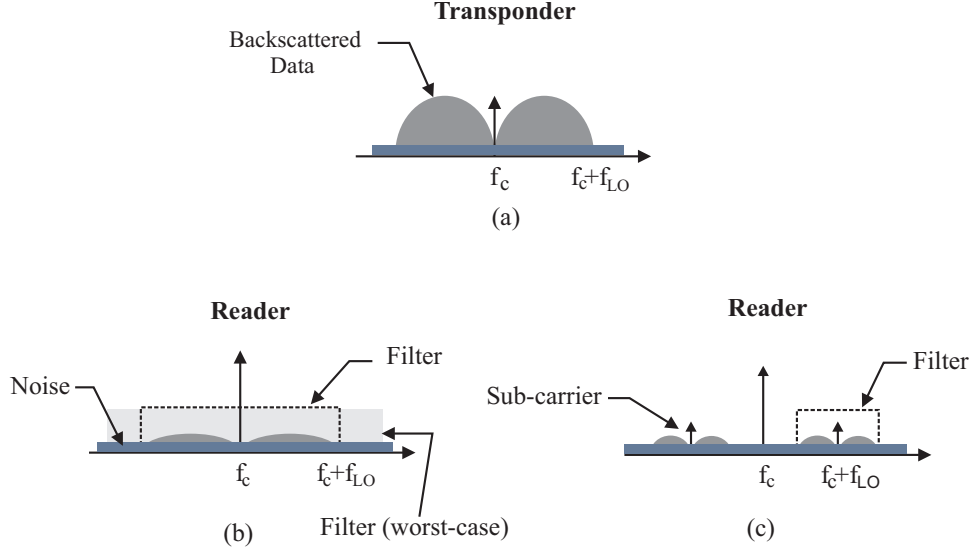 Transponder
Backscattered
Data
f_c
f_c+f_LO
(a)
Reader
Filter
Noise
f_c
f_c+f_LO
Filter (worst-case)
(b)
Reader
Filter
Sub-carrier
f_c
f_c+f_LO
(c)